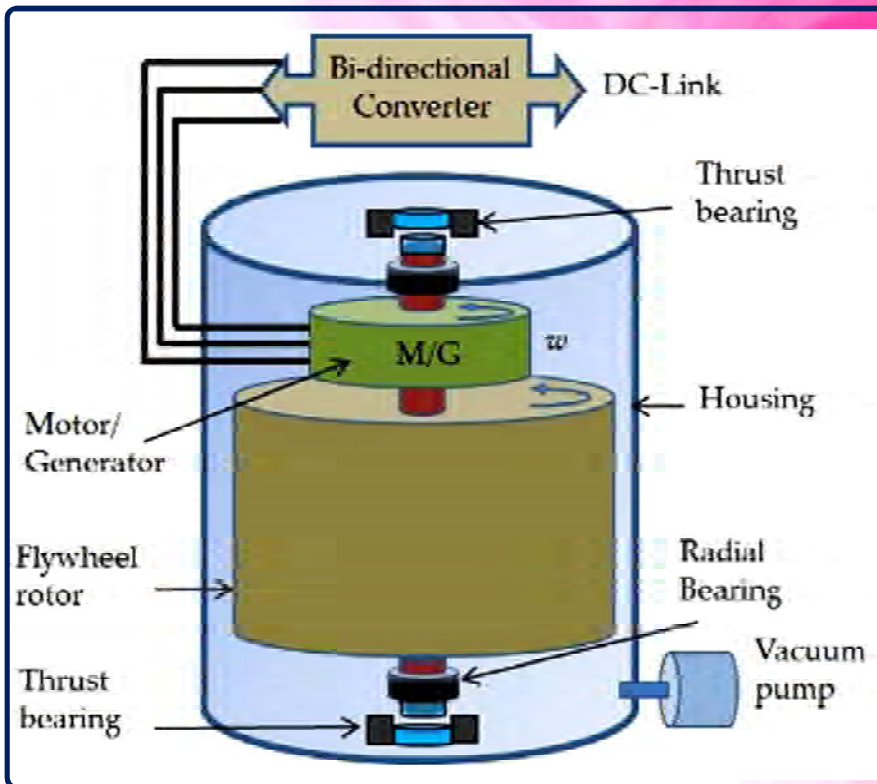 Bi-directional
Converter
DC-Link
Thrust
bearing
M/G
w
Housing
Motor/
Generator
Flywheel
rotor
Radial
Bearing
Thrust
bearing
Vacuum
pump